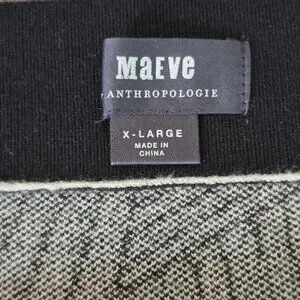 MaEve
ANTHROPOLOGIE
X-LARGE
MADE IN
CHINA